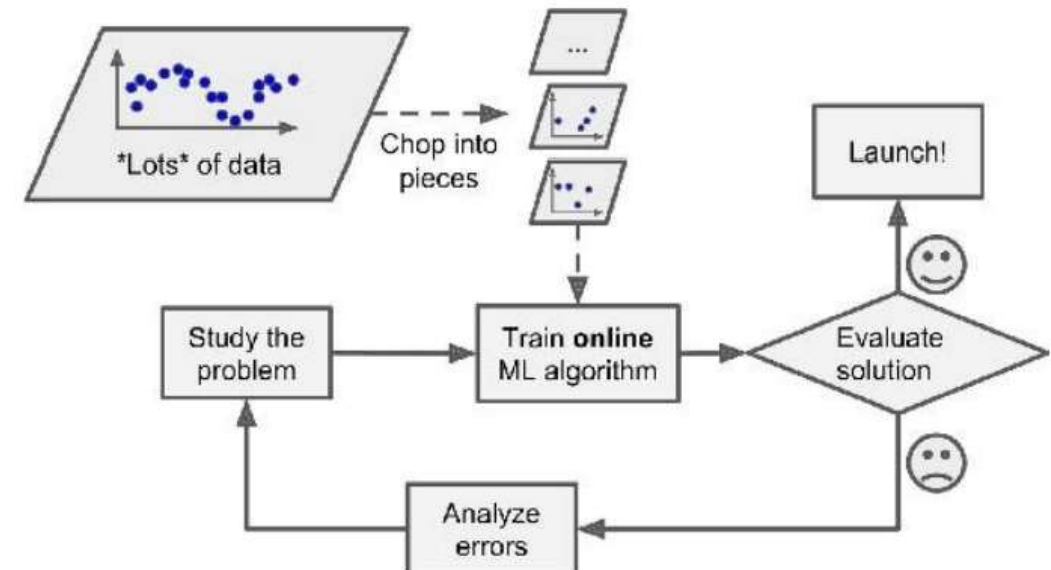 ...
*Lots* of data
Chop into
pieces
Launch!
Study the
problem
Train online
ML algorithm
Evaluate
solution
Analyze
errors